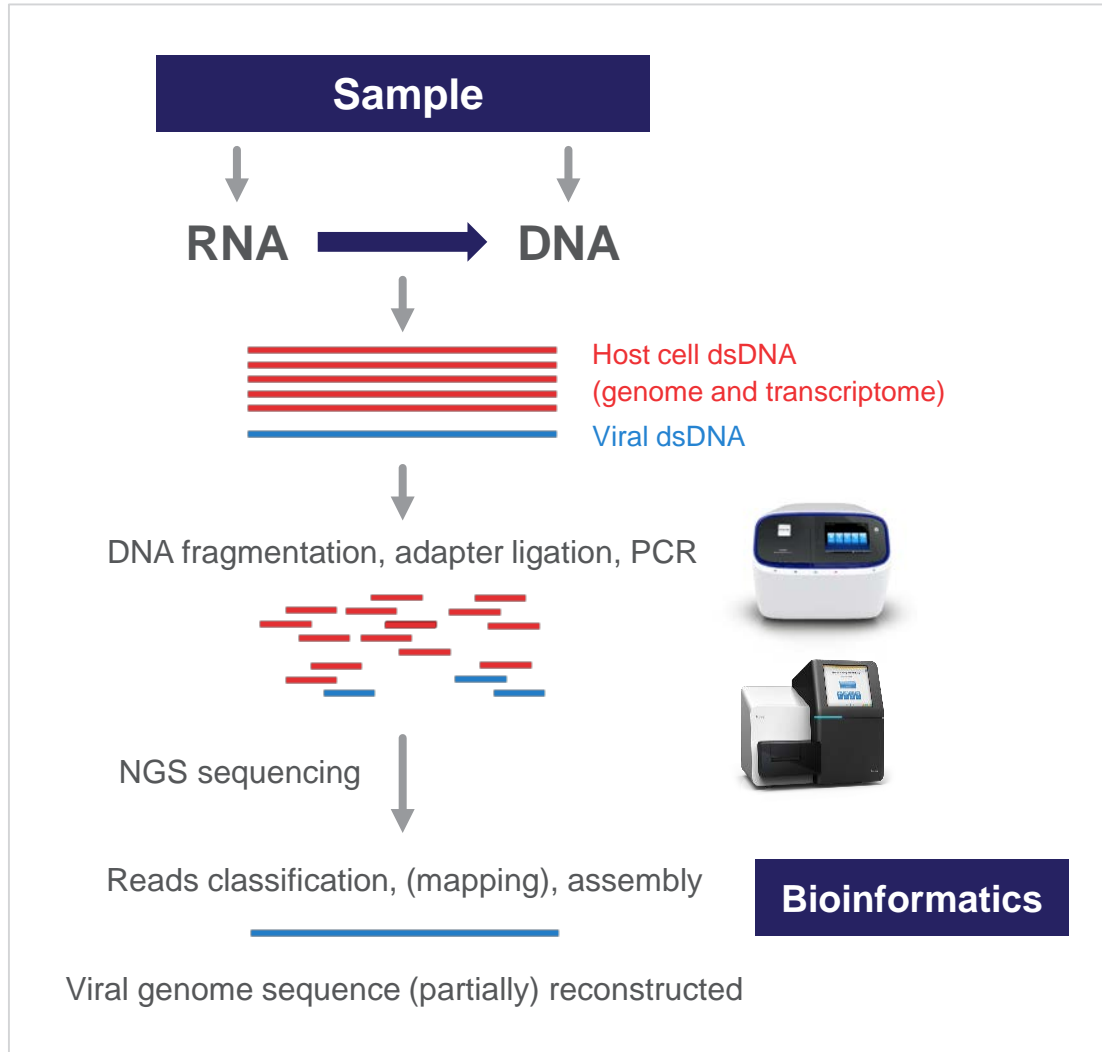 Sample
RNA
DNA
Host cell dsDNA
(genome and transcriptome)
Viral dsDNA
DNA fragmentation, adapter ligation, PCR
NGS sequencing
Reads classification, (mapping), assembly
Bioinformatics
Viral genome sequence (partially) reconstructed